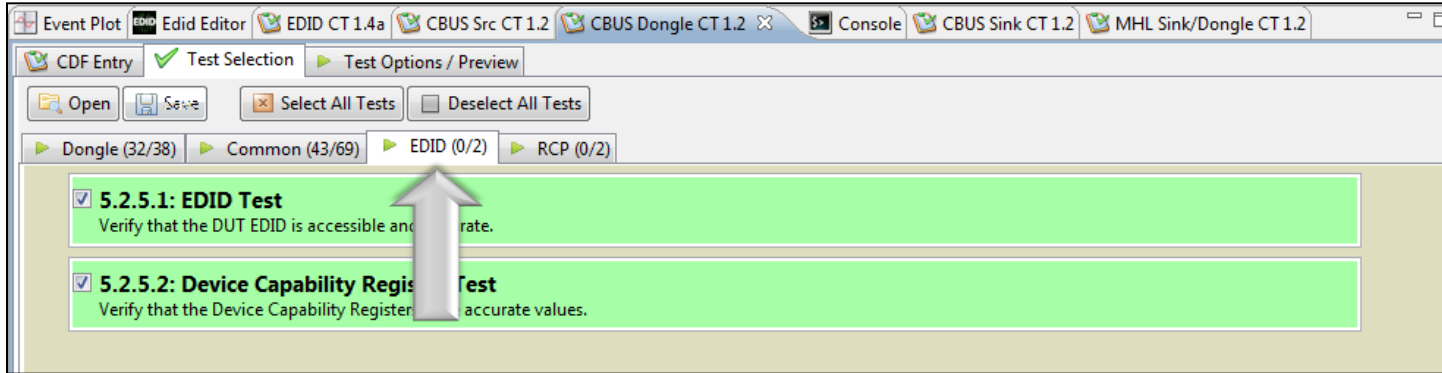 Event Plot EDID Edid Editor EDID CT 1.4a CBUS Src CT 1.2 CBUS Dongle CT 1.2 Console CBUS Sink CT 1.2 MHL Sink/Dongle CT 1.2
CDF Entry Test Selection Test Options / Preview
Open Save Select All Tests Deselect All Tests
Dongle (32/38) Common (43/69) EDID (0/2) RCP (0/2)
5.2.5.1: EDID Test
Verify that the DUT EDID is accessible
5.2.5.2: Device Capability Test
Verify that the Device Capability accurate values.